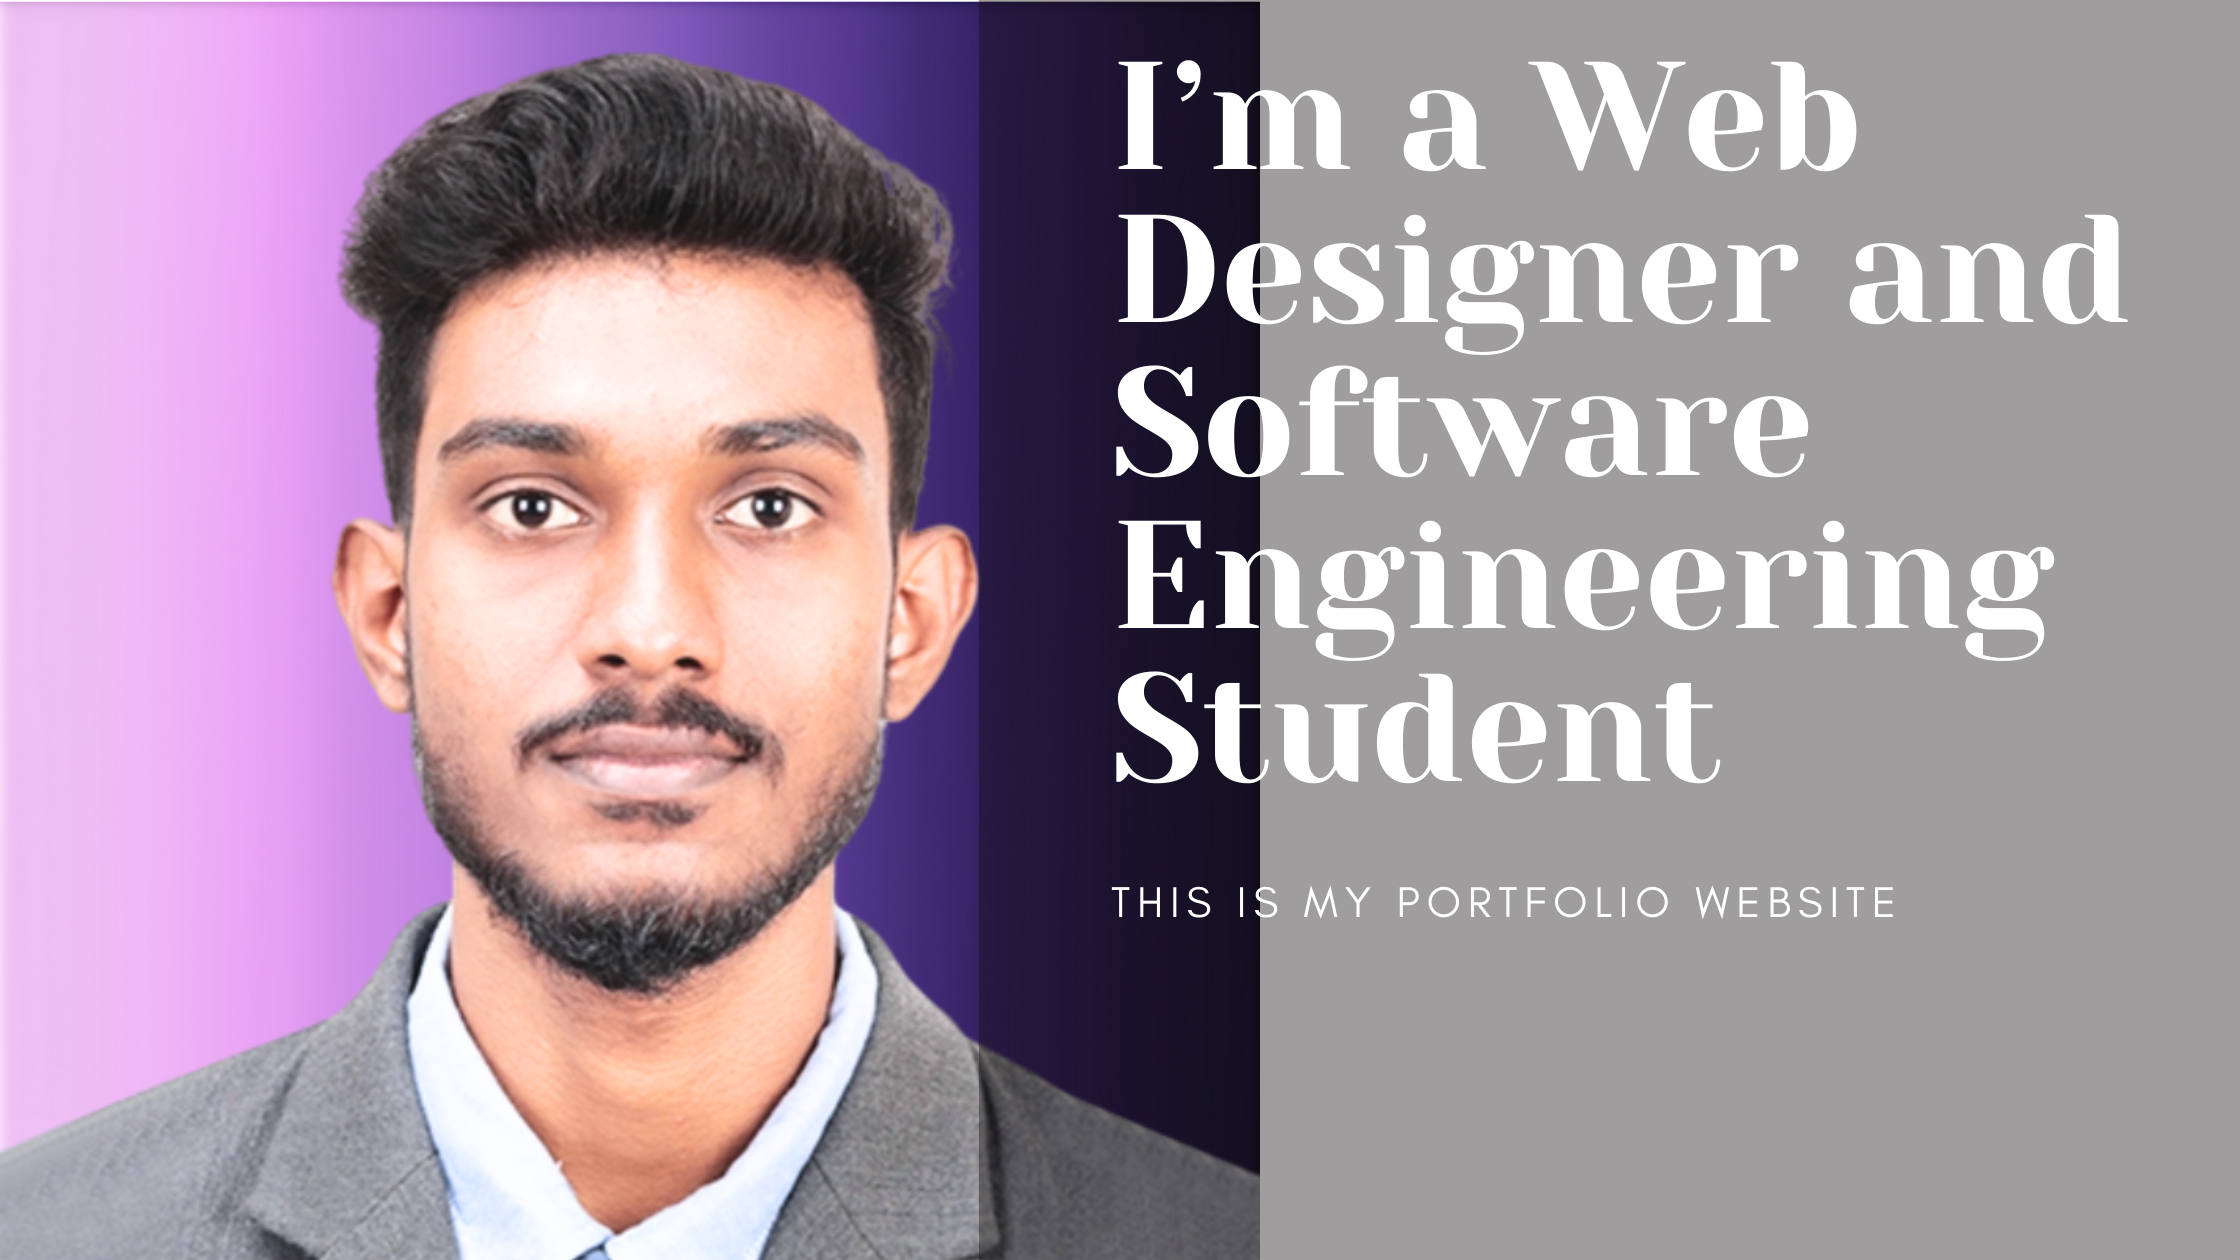 I’m a Web
Designer and
Software
Engineering
Student
THIS IS MY PORTFOLIO WEBSITE